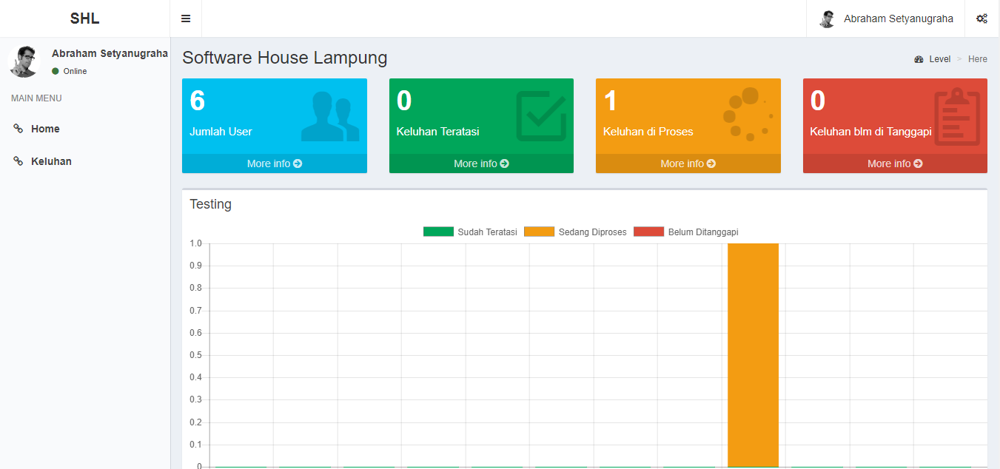 SHL
Abraham Setyanugraha
Abraham Setyanugraha
Online
MAIN MENU
Home
Keluhan
Software House Lampung
Level > Here
6
Jumlah User
More info
0
Keluhan Teratasi
More info
1
Keluhan di Proses
More info
0
Keluhan blm di Tanggapi
More info
Testing
Sudah Teratasi Sedang Diproses Belum Ditanggapi
1.0
0.9
0.8
0.7
0.6
0.5
0.4
0.3
0.2
0.1
0